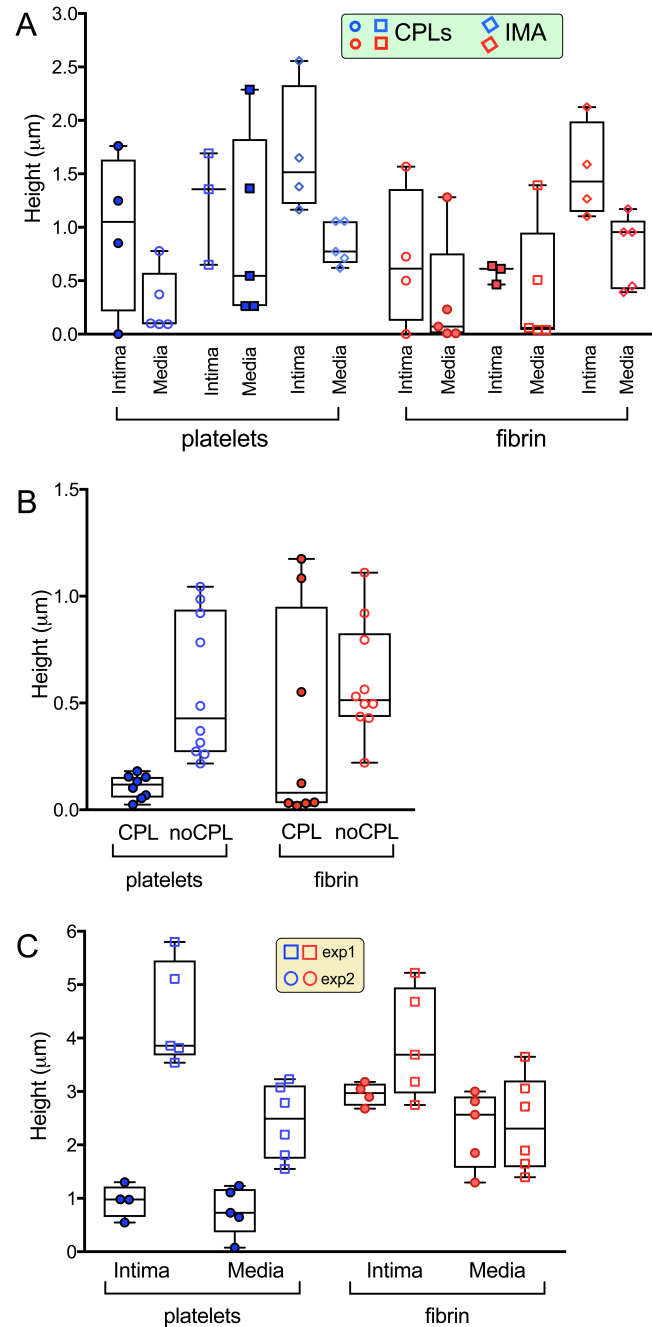 A
CPLs
IMA
Height (μm)
3.0
2.5
2.0
1.5
1.0
0.5
0.0
Intima
Media
Intima
Media
Intima
Media
Intima
Media
Intima
Media
Intima
Media
platelets
fibrin
B
Height (μm)
1.5
1.0
0.5
0.0
CPL noCPL
CPL noCPL
platelets
fibrin
C
exp1
exp2
Height (μm)
6
5
4
3
2
1
0
Intima
Media
Intima
Media
platelets
fibrin